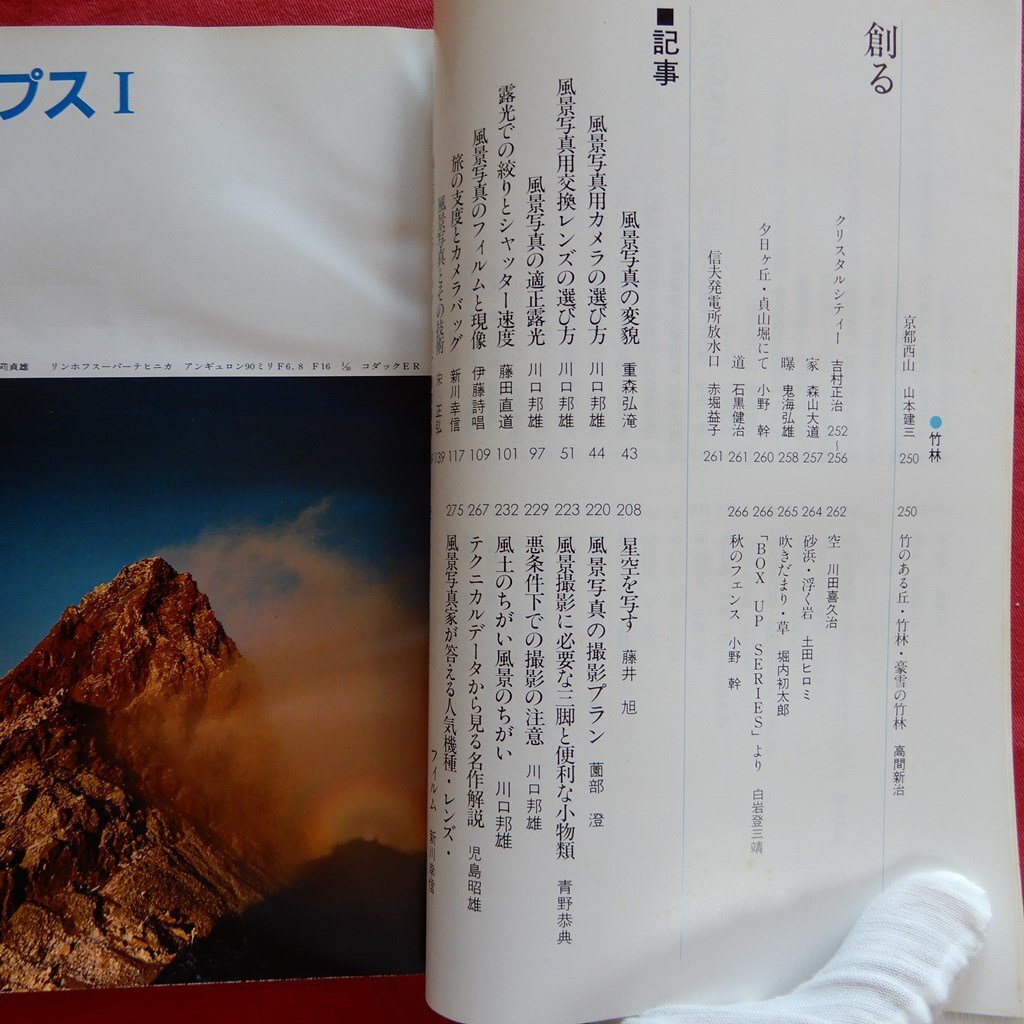 ●竹林
京都西山 山本建三 250
250 竹のある丘・竹林・豪雪の竹林 高間新治
創る
クリスタルシティー 吉村正治 252〜256
家 森山大道 257
曝 鬼海弘雄 258
夕日ヶ丘・貞山堀にて 小野 幹 260
道 石黒健治 261
信夫発電所放水口 赤堀益子 261
262 空 川田喜久治
264 砂浜・浮く岩 土田ヒロミ
265 吹きだまり・草 堀内初太郎
266 「BOX UP SERIES」より 白岩登三靖
266 秋のフェンス 小野 幹
■記事
風景写真の変貌 重森弘淹 43
風景写真用カメラの選び方 川口邦雄 44
風景写真用交換レンズの選び方 川口邦雄 51
風景写真の適正露光 川口邦雄 97
露光での絞りとシャッター速度 藤田直道 101
風景写真のフィルムと現像 伊藤詩唱 109
旅の支度とカメラバッグ 新川幸信 117
風景写真とその技術 宋 正弘 139
208 星空を写す 藤井 旭
220 風景写真の撮影プラン 薗部 澄
223 風景撮影に必要な三脚と便利な小物類 青野恭典
229 悪条件下での撮影の注意 川口邦雄
232 風土のちがい風景のちがい 川口邦雄
267 テクニカルデータから見る名作解説 児島昭雄
275 風景写真家が答える人気機種・レンズ・
フィルム 新川幸信
プス I
貞雄 リンホフスーパーテヒニカ アンギュロン90ミリF6.8 F16 コダックER